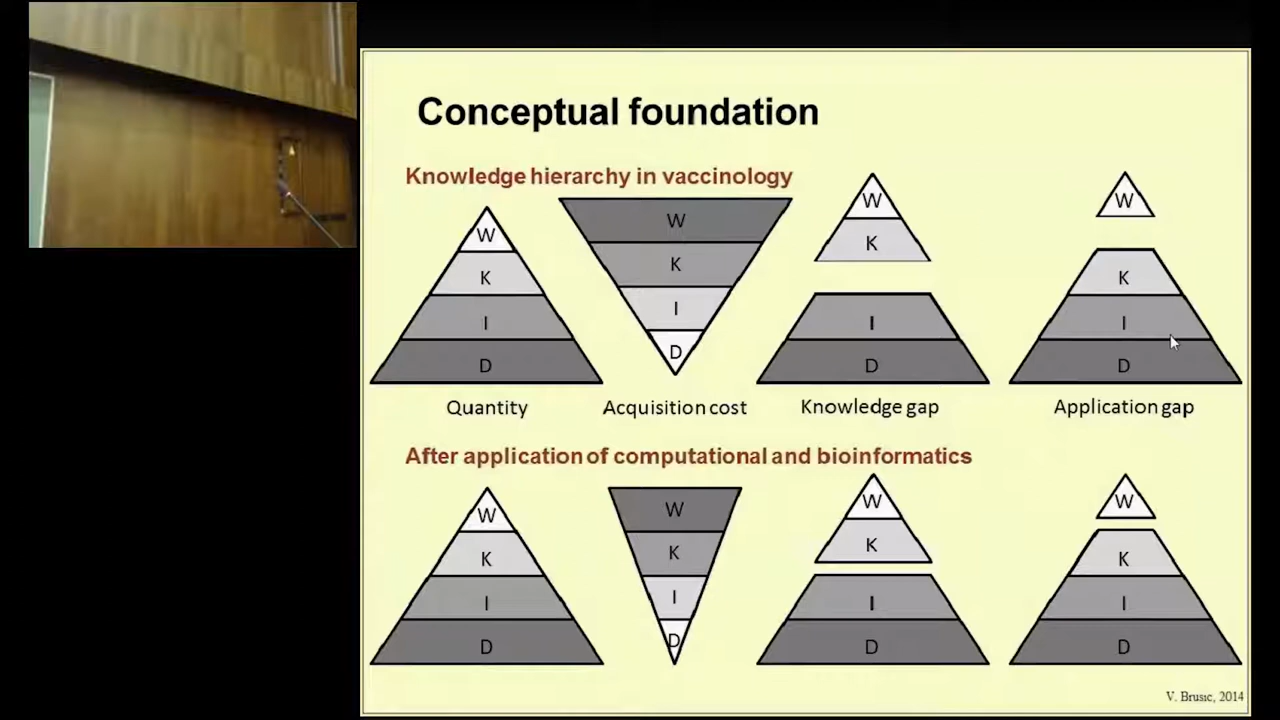 Conceptual foundation
Knowledge hierarchy in vaccinology
W
K
I
D
W
K
I
D
W
K
I
D
W
K
I
D
Quantity
Acquisition cost
Knowledge gap
Application gap
After application of computational and bioinformatics
W
K
I
D
W
K
I
D
W
K
I
D
W
K
I
D
V. Brusic, 2014